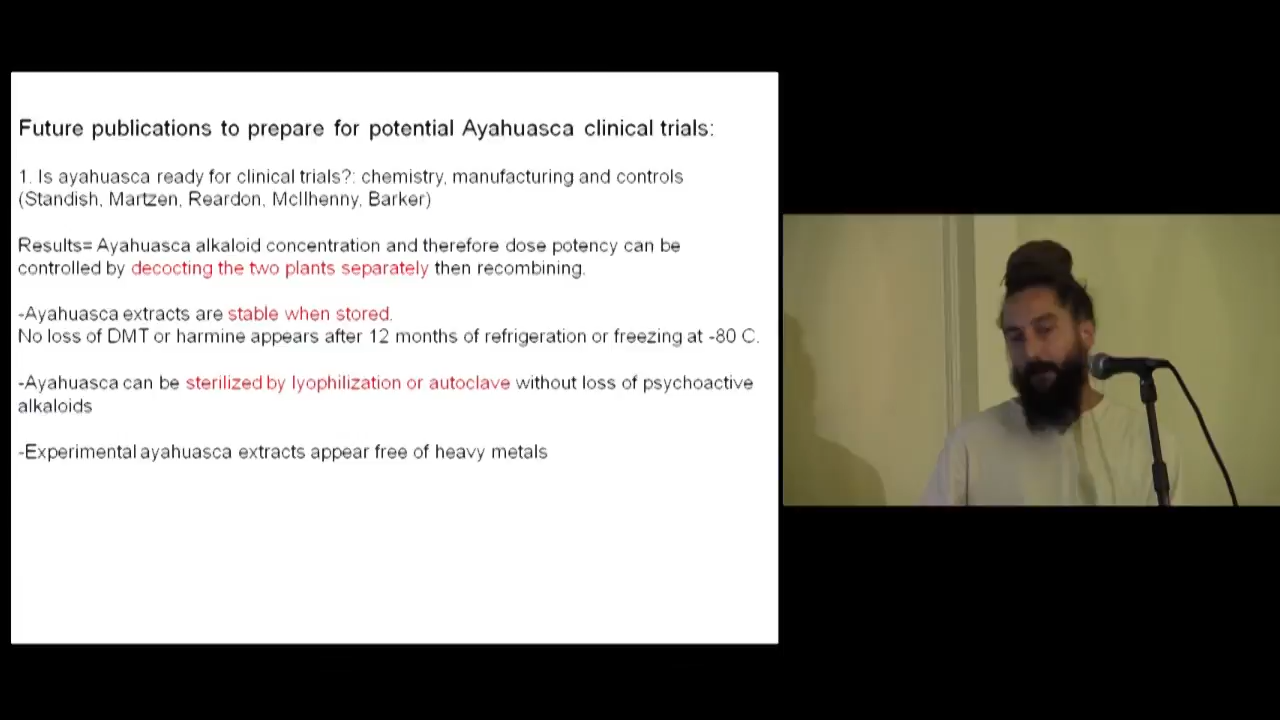 Future publications to prepare for potential Ayahuasca clinical trials:
1. Is ayahuasca ready for clinical trials?: chemistry, manufacturing and controls
(Standish, Martzen, Reardon, McIlhenny, Barker)
Results= Ayahuasca alkaloid concentration and therefore dose potency can be
controlled by decocting the two plants separately then recombining.
-Ayahuasca extracts are stable when stored.
No loss of DMT or harmine appears after 12 months of refrigeration or freezing at -80 C.
-Ayahuasca can be sterilized by lyophilization or autoclave without loss of psychoactive
alkaloids
-Experimental ayahuasca extracts appear free of heavy metals